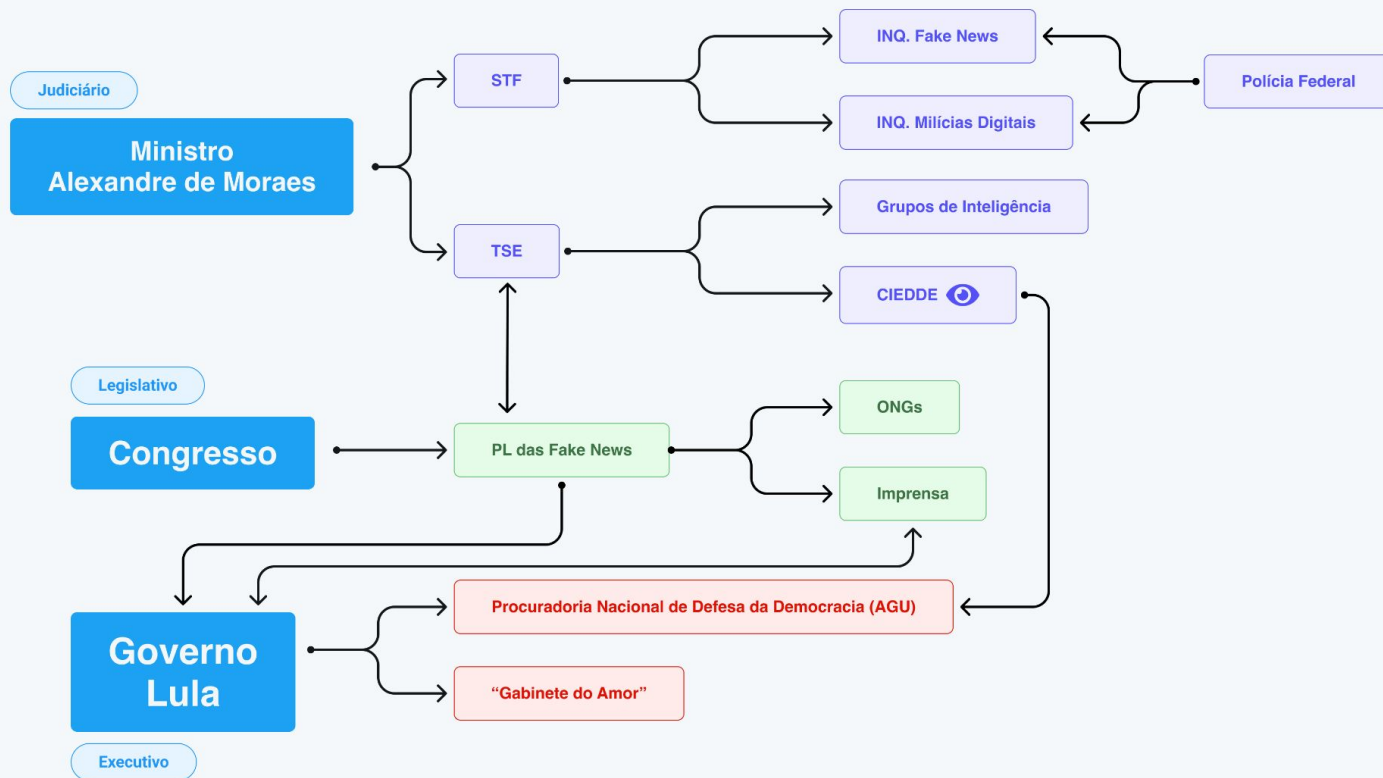 INQ. Fake News
STF
Polícia Federal
Judiciário
INQ. Milícias Digitais
Ministro
Alexandre de Moraes
Grupos de Inteligência
TSE
CIEDDE
Legislativo
ONGs
Congresso
PL das Fake News
Imprensa
Procuradoria Nacional de Defesa da Democracia (AGU)
Governo
Lula
“Gabinete do Amor”
Executivo